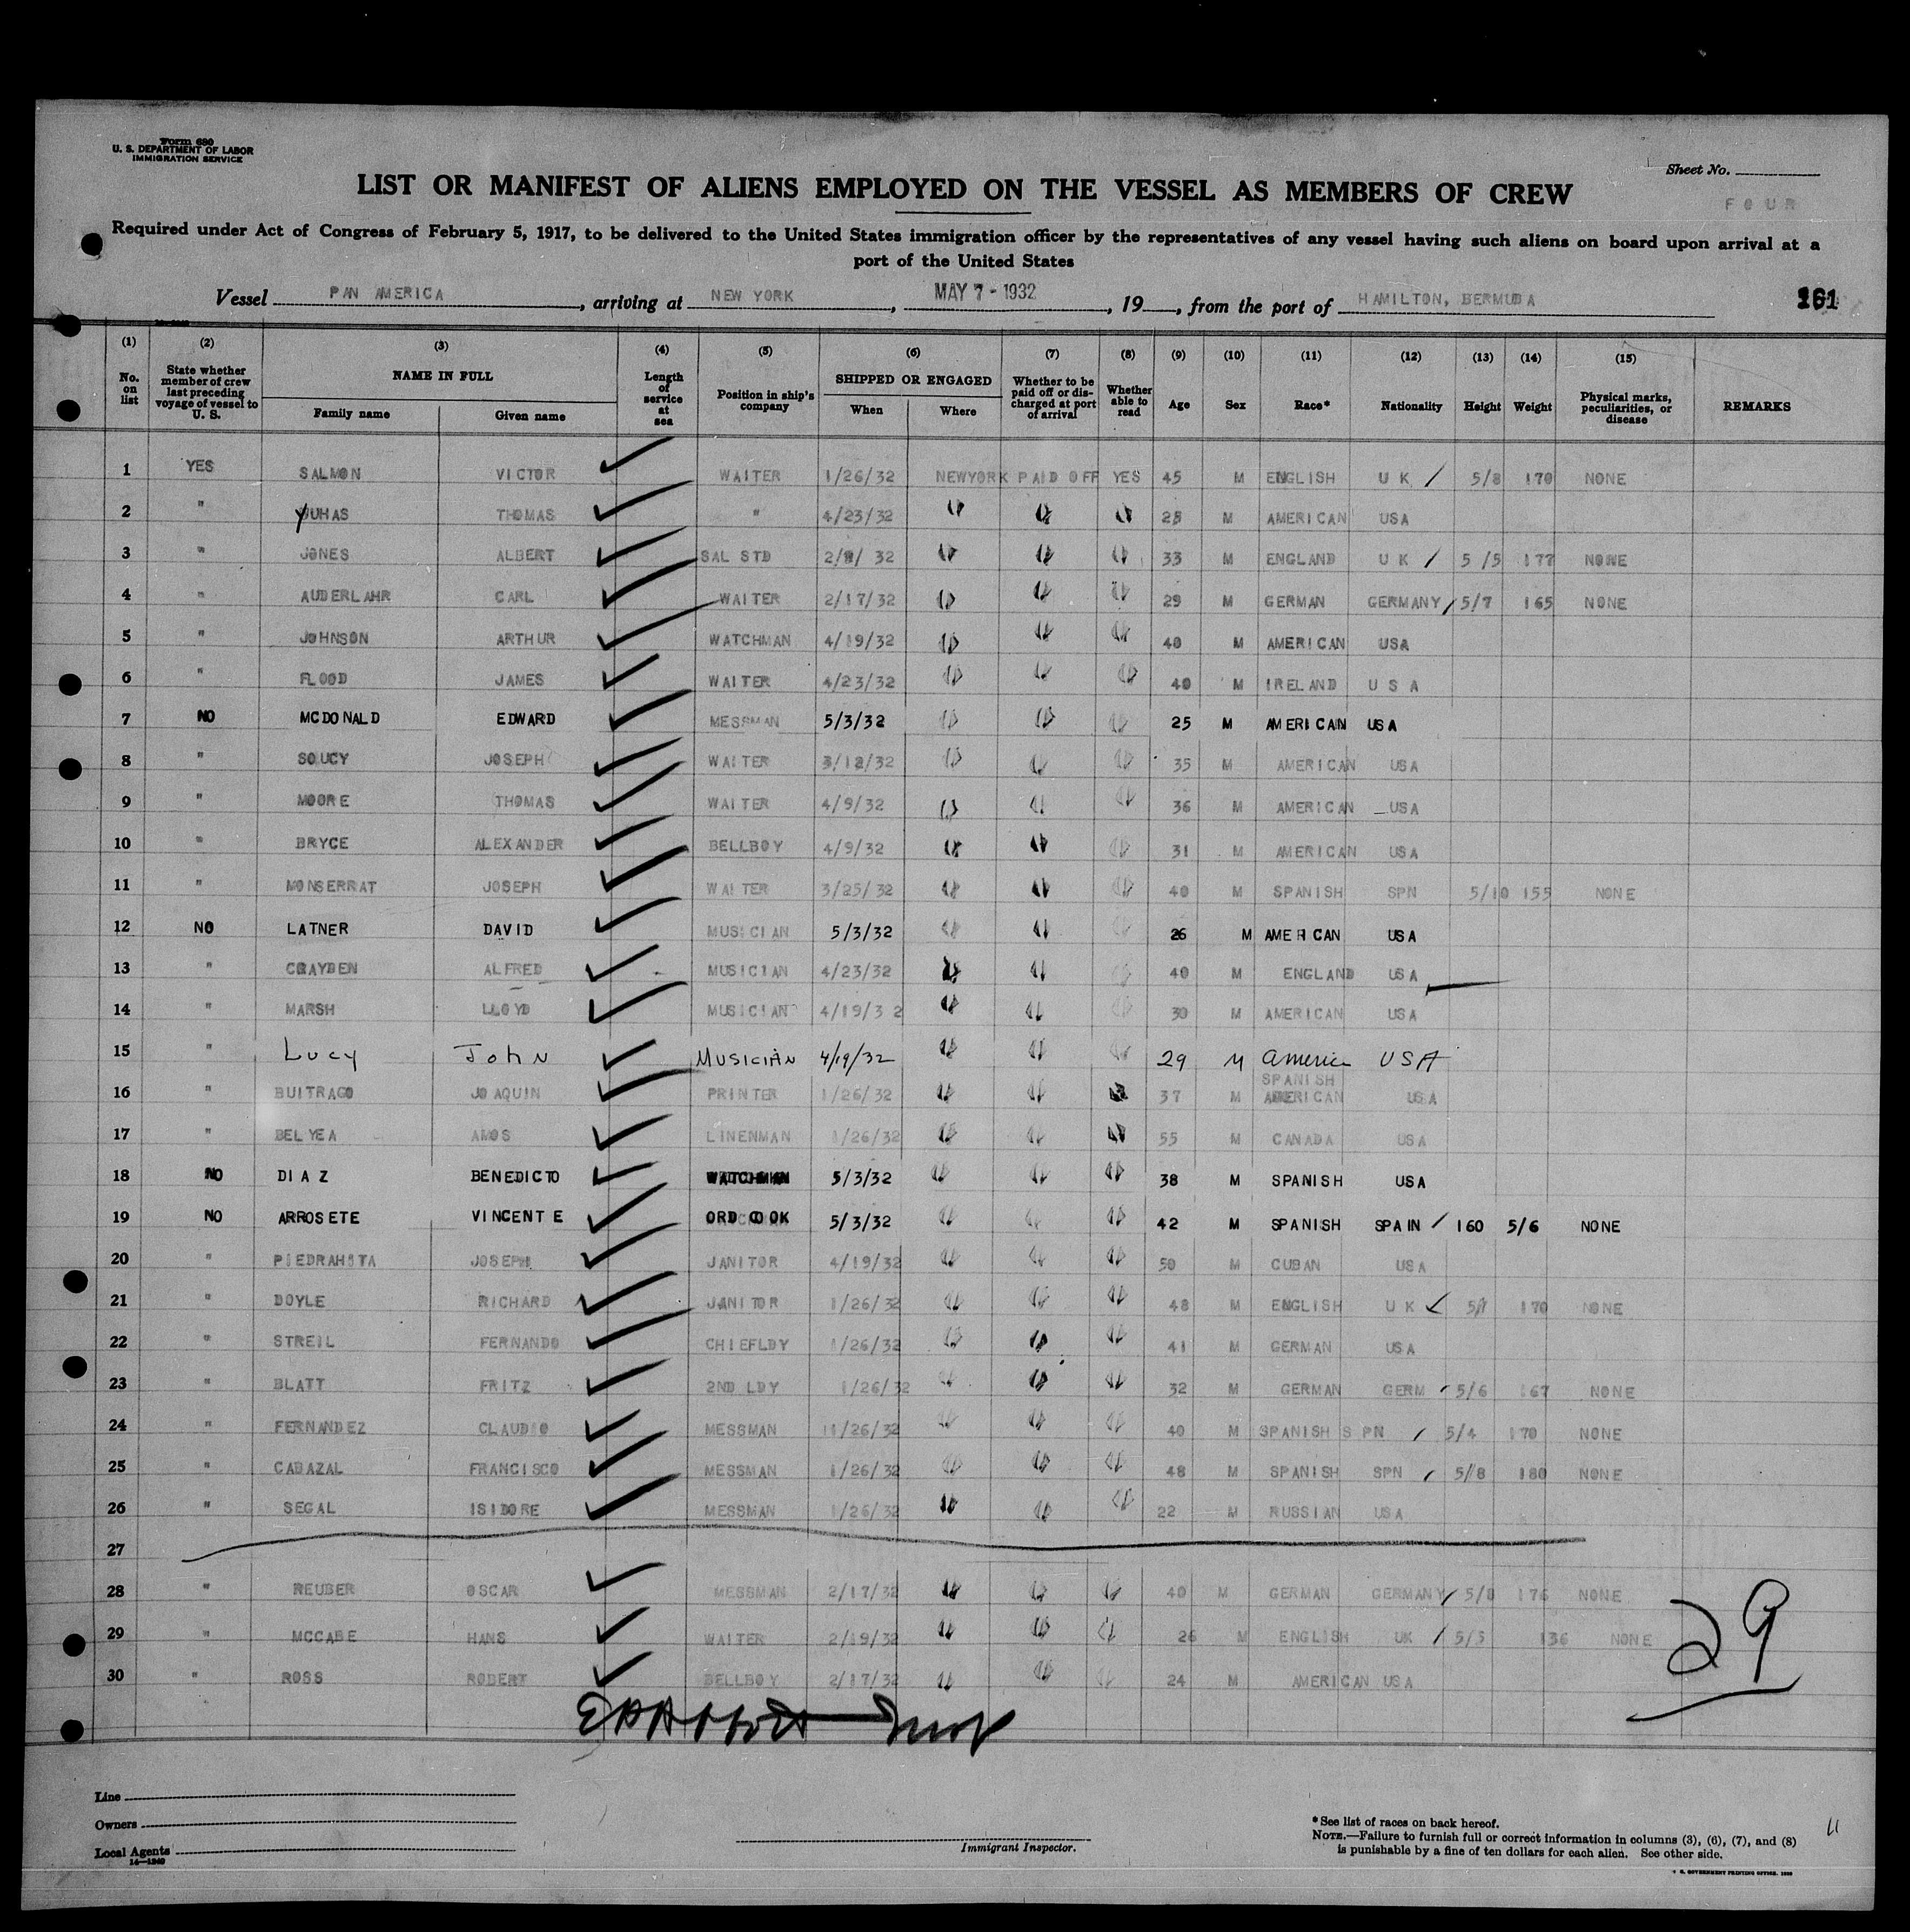 Form 680
U. S. DEPARTMENT OF LABOR
IMMIGRATION SERVICE
Sheet No.
FOUR
LIST OR MANIFEST OF ALIENS EMPLOYED ON THE VESSEL AS MEMBERS OF CREW
Required under Act of Congress of February 5, 1917, to be delivered to the United States immigration officer by the representatives of any vessel having such aliens on board upon arrival at a
port of the United States
Vessel PAN AMERICA, arriving at NEW YORK, MAY 7 - 1932, 19, from the port of HAMILTON, BERMUDA 161
(1) (2) (3) (4) (5) (6) (7) (8) (9) (10) (11) (12) (13) (14) (15)
No. on list State whether member of crew last preceding voyage of vessel to U. S. NAME IN FULL Family name Given name Length of service at sea Position in ship's company SHIPPED OR ENGAGED When Where Whether to be paid off or discharged at port of arrival Whether able to read Age Sex Race* Nationality Height Weight Physical marks, peculiarities, or disease REMARKS
1 YES SALMON VICTOR WAITER 1/26/32 NEWYORK PAID OFF YES 45 M ENGLISH U K / 5/8 170 NONE
2 " YUHAS THOMAS " 4/23/32 " " " 25 M AMERICAN USA
3 " JONES ALBERT SAL STD 2/ / 32 " " " 33 M ENGLAND U K / 5/5 177 NONE
4 " AUDERLAHR CARL WAITER 2/17/32 " " " 29 M GERMAN GERMANY / 5/7 165 NONE
5 " JOHNSON ARTHUR WATCHMAN 4/19/32 " " " 40 M AMERICAN USA
6 " FLOOD JAMES WAITER 4/23/32 " " " 40 M IRELAND U S A
7 NO MCDONALD EDWARD MESSMAN 5/3/32 " " " 25 M AMERICAN USA
8 " SOUCY JOSEPH WAITER 3/12/32 " " " 35 M AMERICAN USA
9 " MOORE THOMAS WAITER 4/9/32 " " " 36 M AMERICAN USA
10 " BRYCE ALEXANDER BELLBOY 4/9/32 " " " 31 M AMERICAN USA
11 " MONSERRAT JOSEPH WAITER 3/25/32 " " " 40 M SPANISH SPN 5/10 155 NONE
12 NO LATNER DAVID MUSICIAN 5/3/32 " " 26 M AMERICAN USA
13 " CRAYDEN ALFRED MUSICIAN 4/23/32 " " " 40 M ENGLAND USA
14 " MARSH LLOYD MUSICIAN 4/19/3 2 " " " 30 M AMERICAN USA
15 " Lucy John MUSICIAN 4/19/32 " " " 29 M America USA
16 " BUITRAGO JOAQUIN PRINTER 1/26/32 " " " 37 M SPANISH AMERICAN USA
17 " BELYEA AMOS LINENMAN 1/26/32 " " " 55 M CANADA USA
18 NO DIAZ BENEDICTO WATCHMAN 5/3/32 " " " 38 M SPANISH USA
19 NO ARROSETE VINCENTE ORD COOK 5/3/32 " " " 42 M SPANISH SPAIN / 160 5/6 NONE
20 " PIEDRAHITA JOSEPH JANITOR 4/19/32 " " " 50 M CUBAN USA
21 " DOYLE RICHARD JANITOR 1/26/32 " " " 48 M ENGLISH U K 5/7 170 NONE
22 " STREIL FERNANDO CHIEFLDY 1/26/32 " " " 41 M GERMAN USA
23 " BLATT FRITZ 2ND LDY 1/26/32 " " " 32 M GERMAN GERM / 5/6 167 NONE
24 " FERNANDEZ CLAUDIO MESSMAN 1/26/32 " " " 40 M SPANISH S PN / 5/4 170 NONE
25 " CABAZAL FRANCISCO MESSMAN 1/26/32 " " " 48 M SPANISH SPN / 5/8 180 NONE
26 " SEGAL ISIDORE MESSMAN 1/26/32 " " " 22 M RUSSIAN USA
27
28 " REUBER OSCAR MESSMAN 2/17/32 " " " 40 M GERMAN GERMANY / 5/8 176 NONE
29 " MCCABE HANS WAITER 2/19/32 " " " 26 M ENGLISH UK / 5/5 136 NONE
30 " ROSS ROBERT BELLBOY 2/17/32 " " " 24 M AMERICAN USA
29
Line
Owners
Local Agents
14—1240
Immigrant Inspector.
*See list of races on back hereof.
NOTE.—Failure to furnish full or correct information in columns (3), (6), (7), and (8)
is punishable by a fine of ten dollars for each alien. See other side.
U. S. GOVERNMENT PRINTING OFFICE